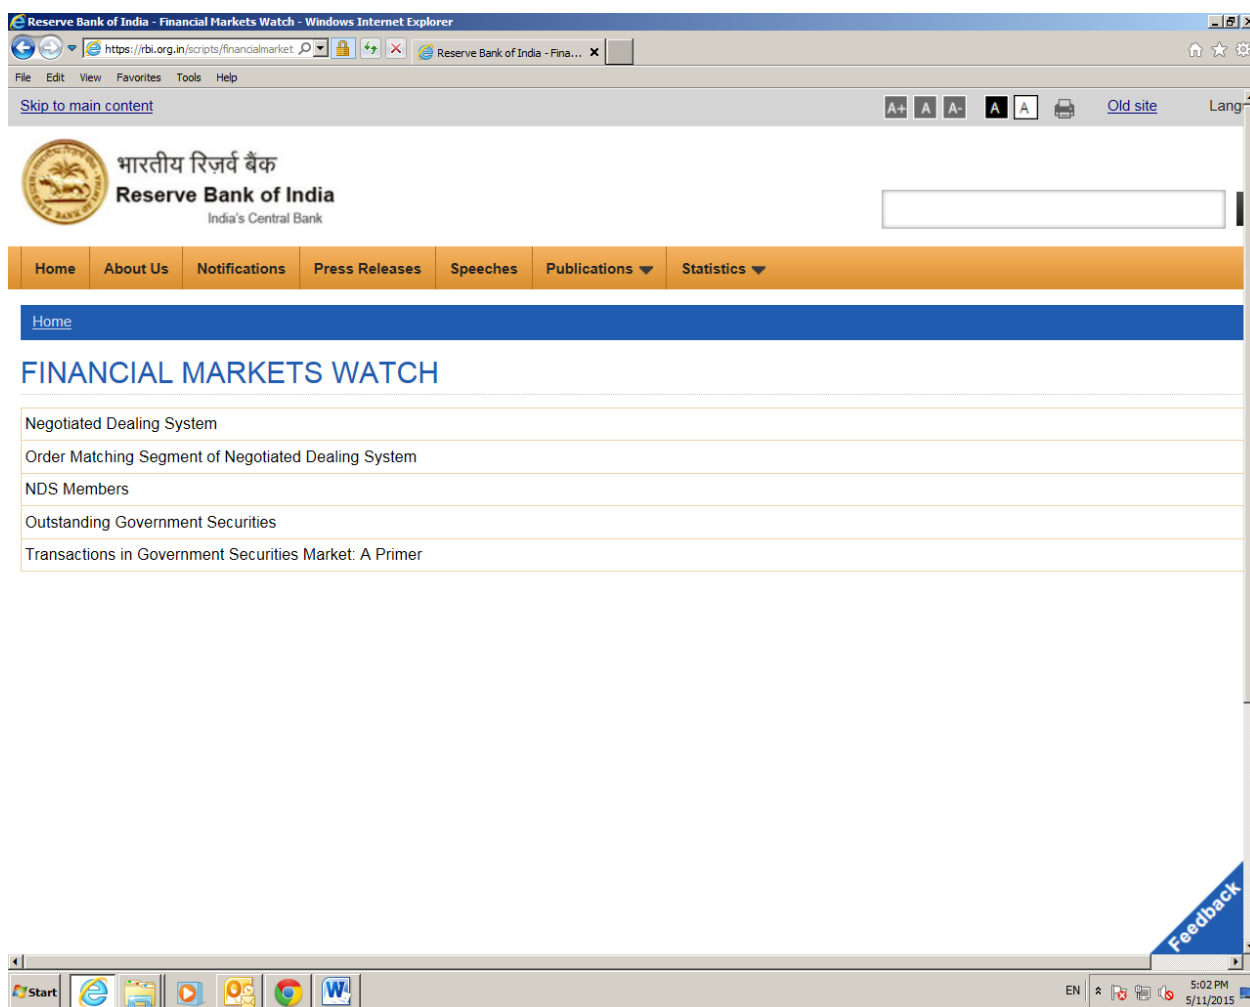 Reserve Bank of India - Financial Markets Watch - Windows Internet Explorer
https://rbi.org.in/scripts/financialmarket
Reserve Bank of India - Fina...
File Edit View Favorites Tools Help
Skip to main content A+ A A- A A Old site Lang
भारतीय रिज़र्व बैंक
Reserve Bank of India
India's Central Bank
Home About Us Notifications Press Releases Speeches Publications Statistics
Home
FINANCIAL MARKETS WATCH
Negotiated Dealing System
Order Matching Segment of Negotiated Dealing System
NDS Members
Outstanding Government Securities
Transactions in Government Securities Market: A Primer
Feedback
Start EN 5:02 PM
5/11/2015